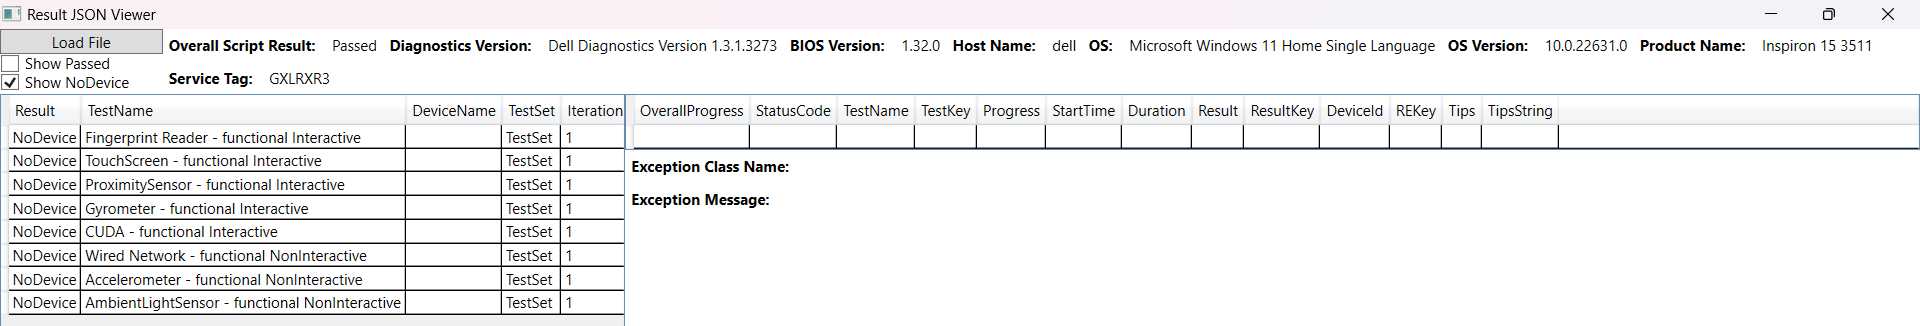 Result JSON Viewer
Load File
Show Passed
Show NoDevice
Overall Script Result: Passed Diagnostics Version: Dell Diagnostics Version 1.3.1.3273 BIOS Version: 1.32.0 Host Name: dell OS: Microsoft Windows 11 Home Single Language OS Version: 10.0.22631.0 Product Name: Inspiron 15 3511
Service Tag: GXLRXR3
Result TestName DeviceName TestSet Iteration
NoDevice Fingerprint Reader - functional Interactive TestSet 1
NoDevice TouchScreen - functional Interactive TestSet 1
NoDevice ProximitySensor - functional Interactive TestSet 1
NoDevice Gyrometer - functional Interactive TestSet 1
NoDevice CUDA - functional Interactive TestSet 1
NoDevice Wired Network - functional NonInteractive TestSet 1
NoDevice Accelerometer - functional NonInteractive TestSet 1
NoDevice AmbientLightSensor - functional NonInteractive TestSet 1
OverallProgress StatusCode TestName TestKey Progress StartTime Duration Result ResultKey DeviceId REKey Tips TipsString
Exception Class Name:
Exception Message: